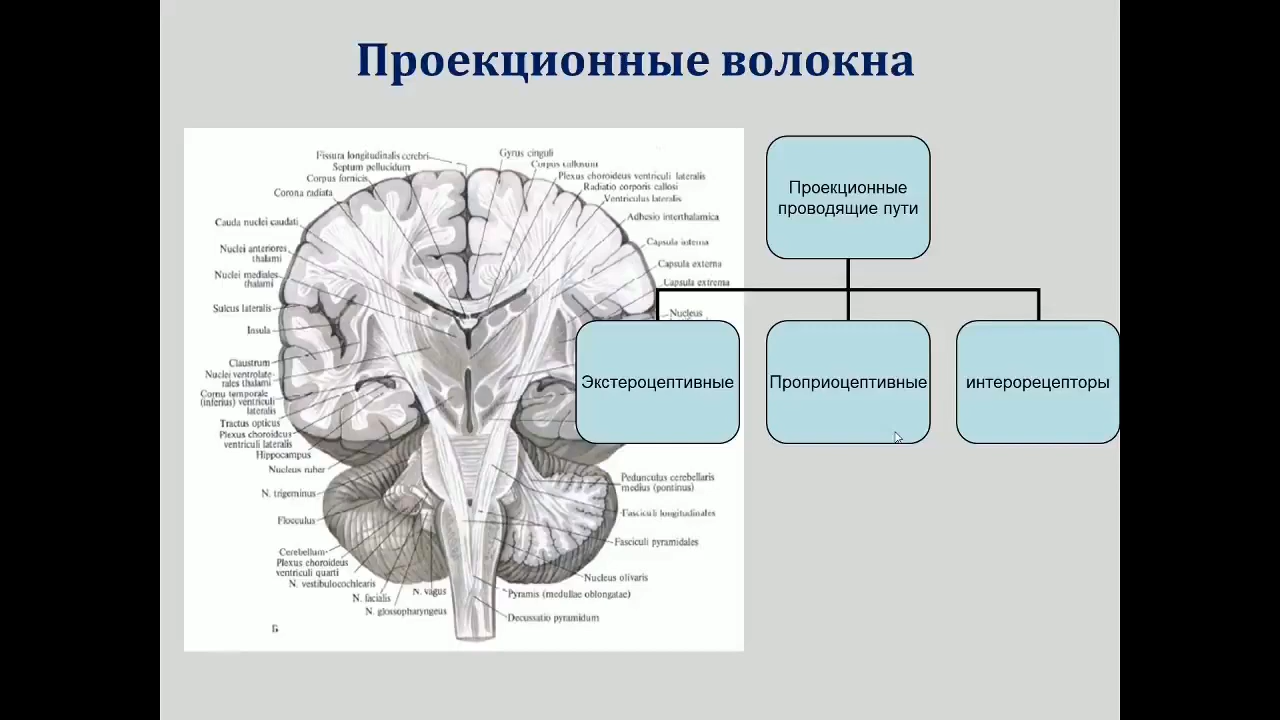 Проекционные волокна
Fissura longitudinalis cerebri
Septum pellucidum
Corpus fornicis
Corona radiata
Cauda nuclei caudati
Nuclei anteriores
thalami
Nuclei mediales
thalami
Sulcus lateralis
Insula
Claustrum
Nuclei ventrolate-
rales thalami
Cornu temporale
(inferius) ventriculi
lateralis
Tractus opticus
Plexus choroideus
ventriculi lateralis
Hippocampus
Nucleus ruber
N. trigeminus
Flocculus
Cerebellum
Plexus choroideus
ventriculi quarti
N. vestibulocochlearis
N. facialis
N. glossopharyngeus
N. vagus
Б
Gyrus cinguli
Corpus callosum
Plexus choroideus ventriculi lateralis
Radiatio corporis callosi
Ventriculus lateralis
Adhesio interthalamica
Capsula interna
Capsula externa
Capsula extrema
Nucleus
Pedunculus cerebellaris
medius (pontinus)
Fasciculi longitudinales
Fasciculi pyramidales
Nucleus olivaris
Pyramis (medullae oblongatae)
Decussatio pyramidum
Проекционные
проводящие пути
Экстероцептивные
Проприоцептивные
интерорецепторы